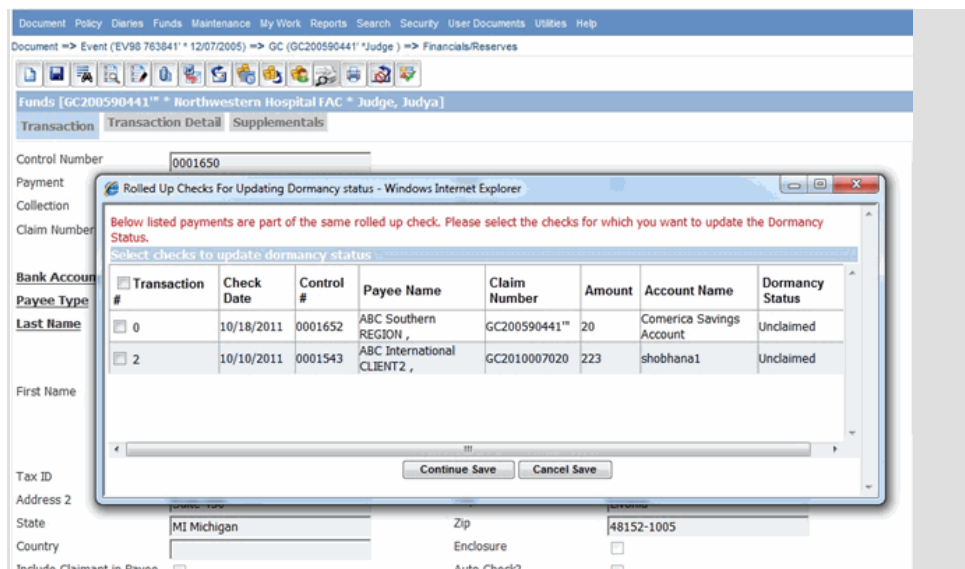 Document Policy Diaries Funds Maintenance My Work Reports Search Security User Documents Utilities Help
Document => Event ('EV98 763841' * 12/07/2005) => GC (GC200590441' *Judge ) => Financials/Reserves
Funds [GC200590441'" * Northwestern Hospital FAC * Judge, Judya]
Transaction Transaction Detail Supplementals
Control Number 0001650
Payment
Collection
Claim Number
Bank Accoun
Payee Type
Last Name
First Name
Rolled Up Checks For Updating Dormancy status - Windows Internet Explorer
Below listed payments are part of the same rolled up check. Please select the checks for which you want to update the Dormancy
Status.
Select checks to update dormancy status
Transaction # Check Date Control # Payee Name Claim Number Amount Account Name Dormancy Status
0 10/18/2011 0001652 ABC Southern REGION , GC200590441'" 20 Comerica Savings Account Unclaimed
2 10/10/2011 0001543 ABC International CLIENT2 , GC2010007020 223 shobhana1 Unclaimed
Continue Save Cancel Save
Tax ID
Address 2
State MI Michigan Zip 48152-1005
Country Enclosure
Include Claimant in Payee Auto Check?